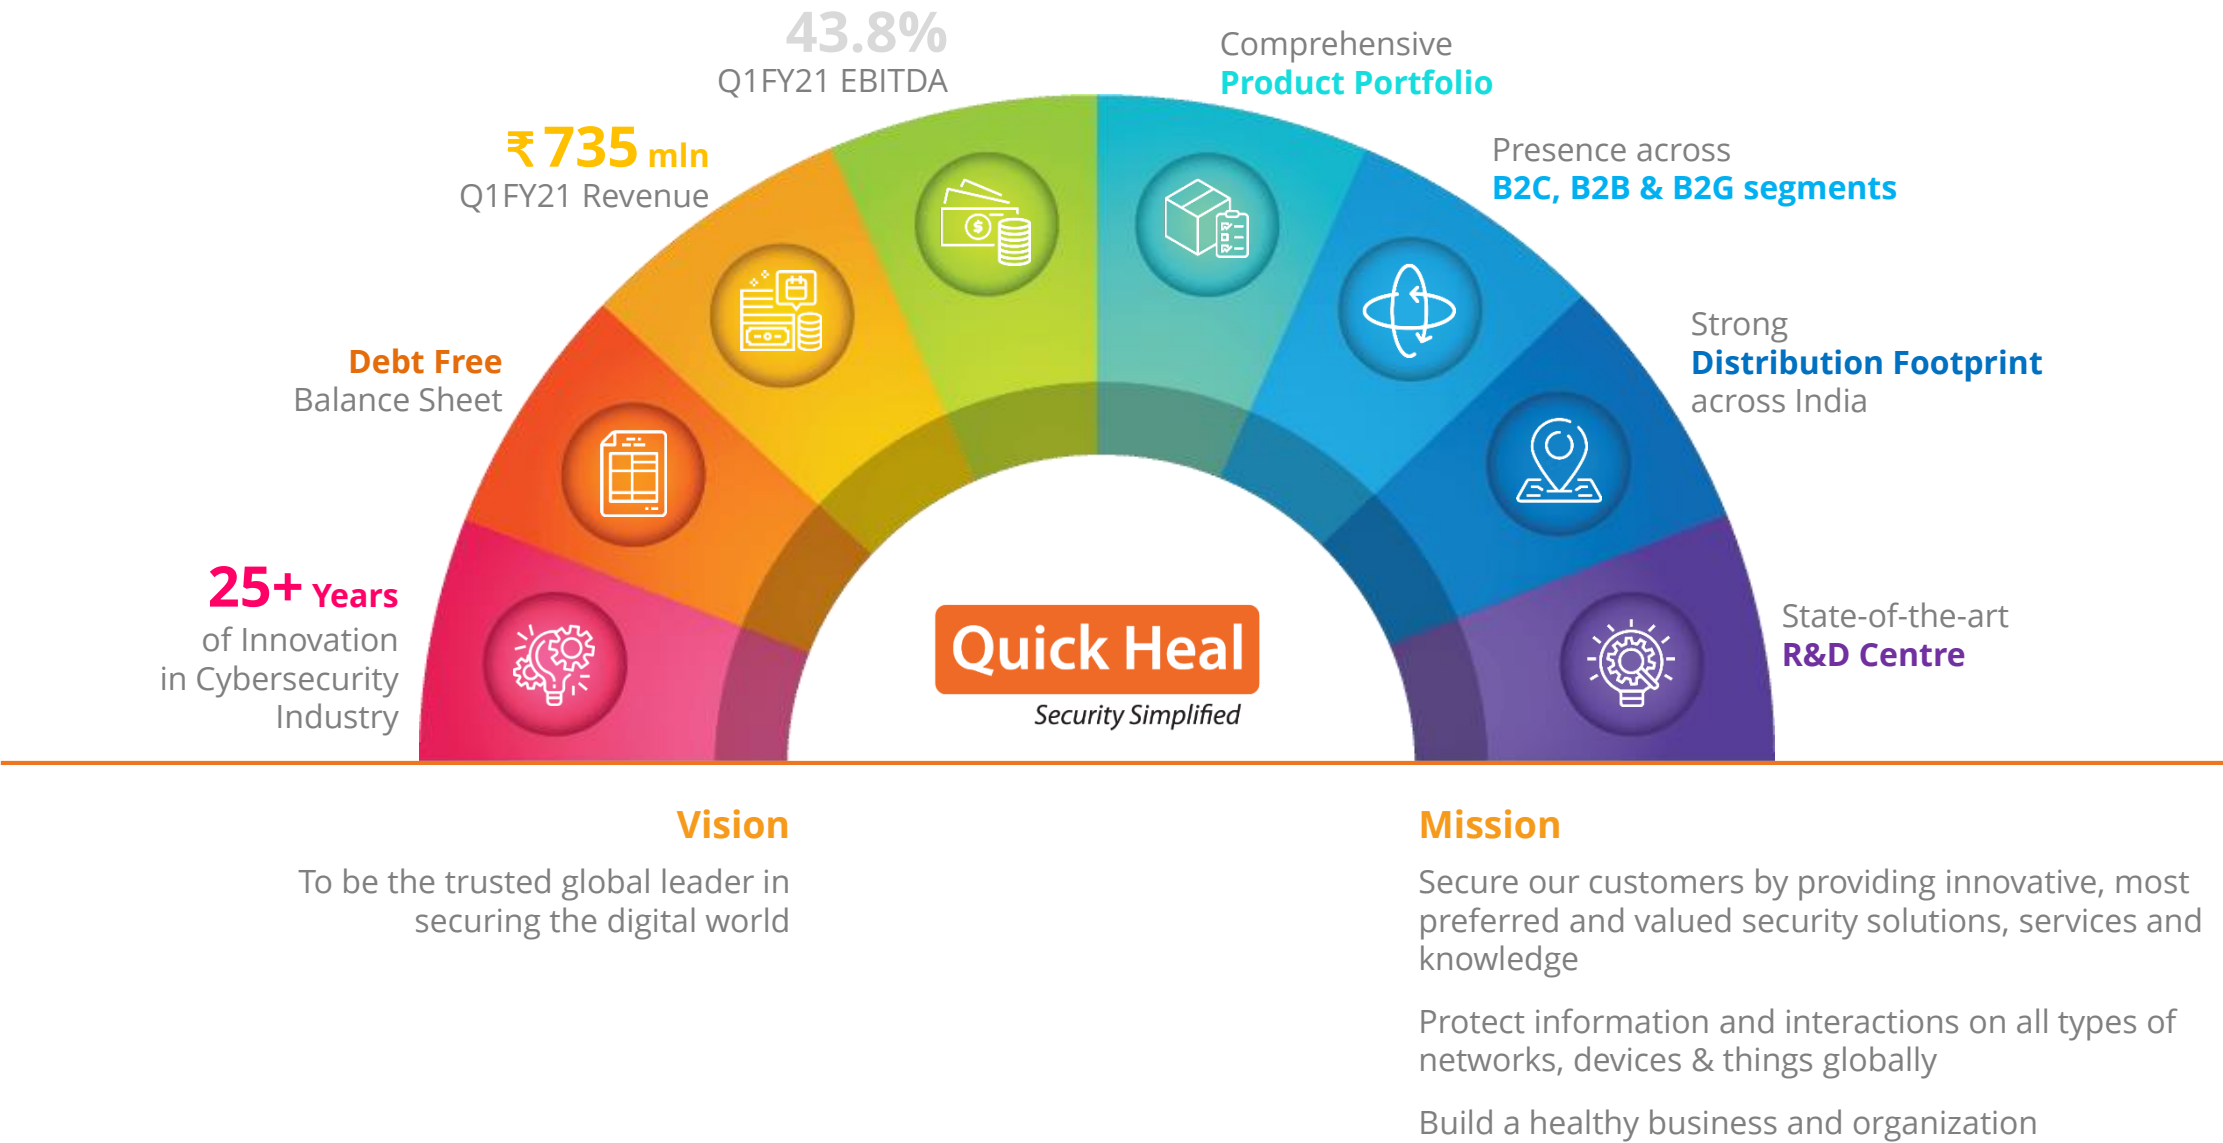 43.8%
Q1FY21 EBITDA
₹ 735 mln
Q1FY21 Revenue
Debt Free
Balance Sheet
25+ Years
of Innovation
in Cybersecurity
Industry
Comprehensive
Product Portfolio
Presence across
B2C, B2B & B2G segments
Strong
Distribution Footprint
across India
State-of-the-art
R&D Centre
Quick Heal
Security Simplified
Vision
To be the trusted global leader in
securing the digital world
Mission
Secure our customers by providing innovative, most
preferred and valued security solutions, services and
knowledge
Protect information and interactions on all types of
networks, devices & things globally
Build a healthy business and organization